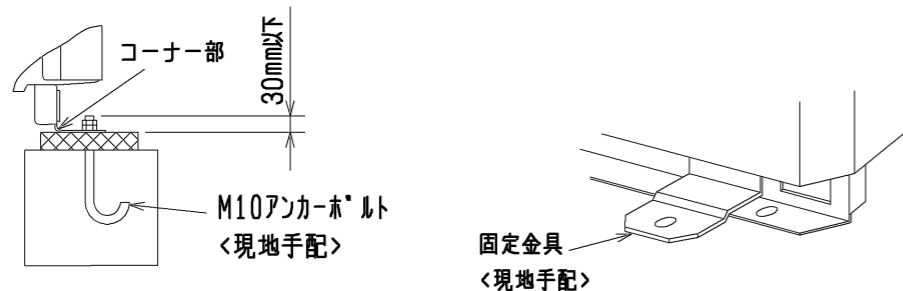 コーナー部
30mm以下
M10アンカーボルト
<現地手配>
固定金具
<現地手配>